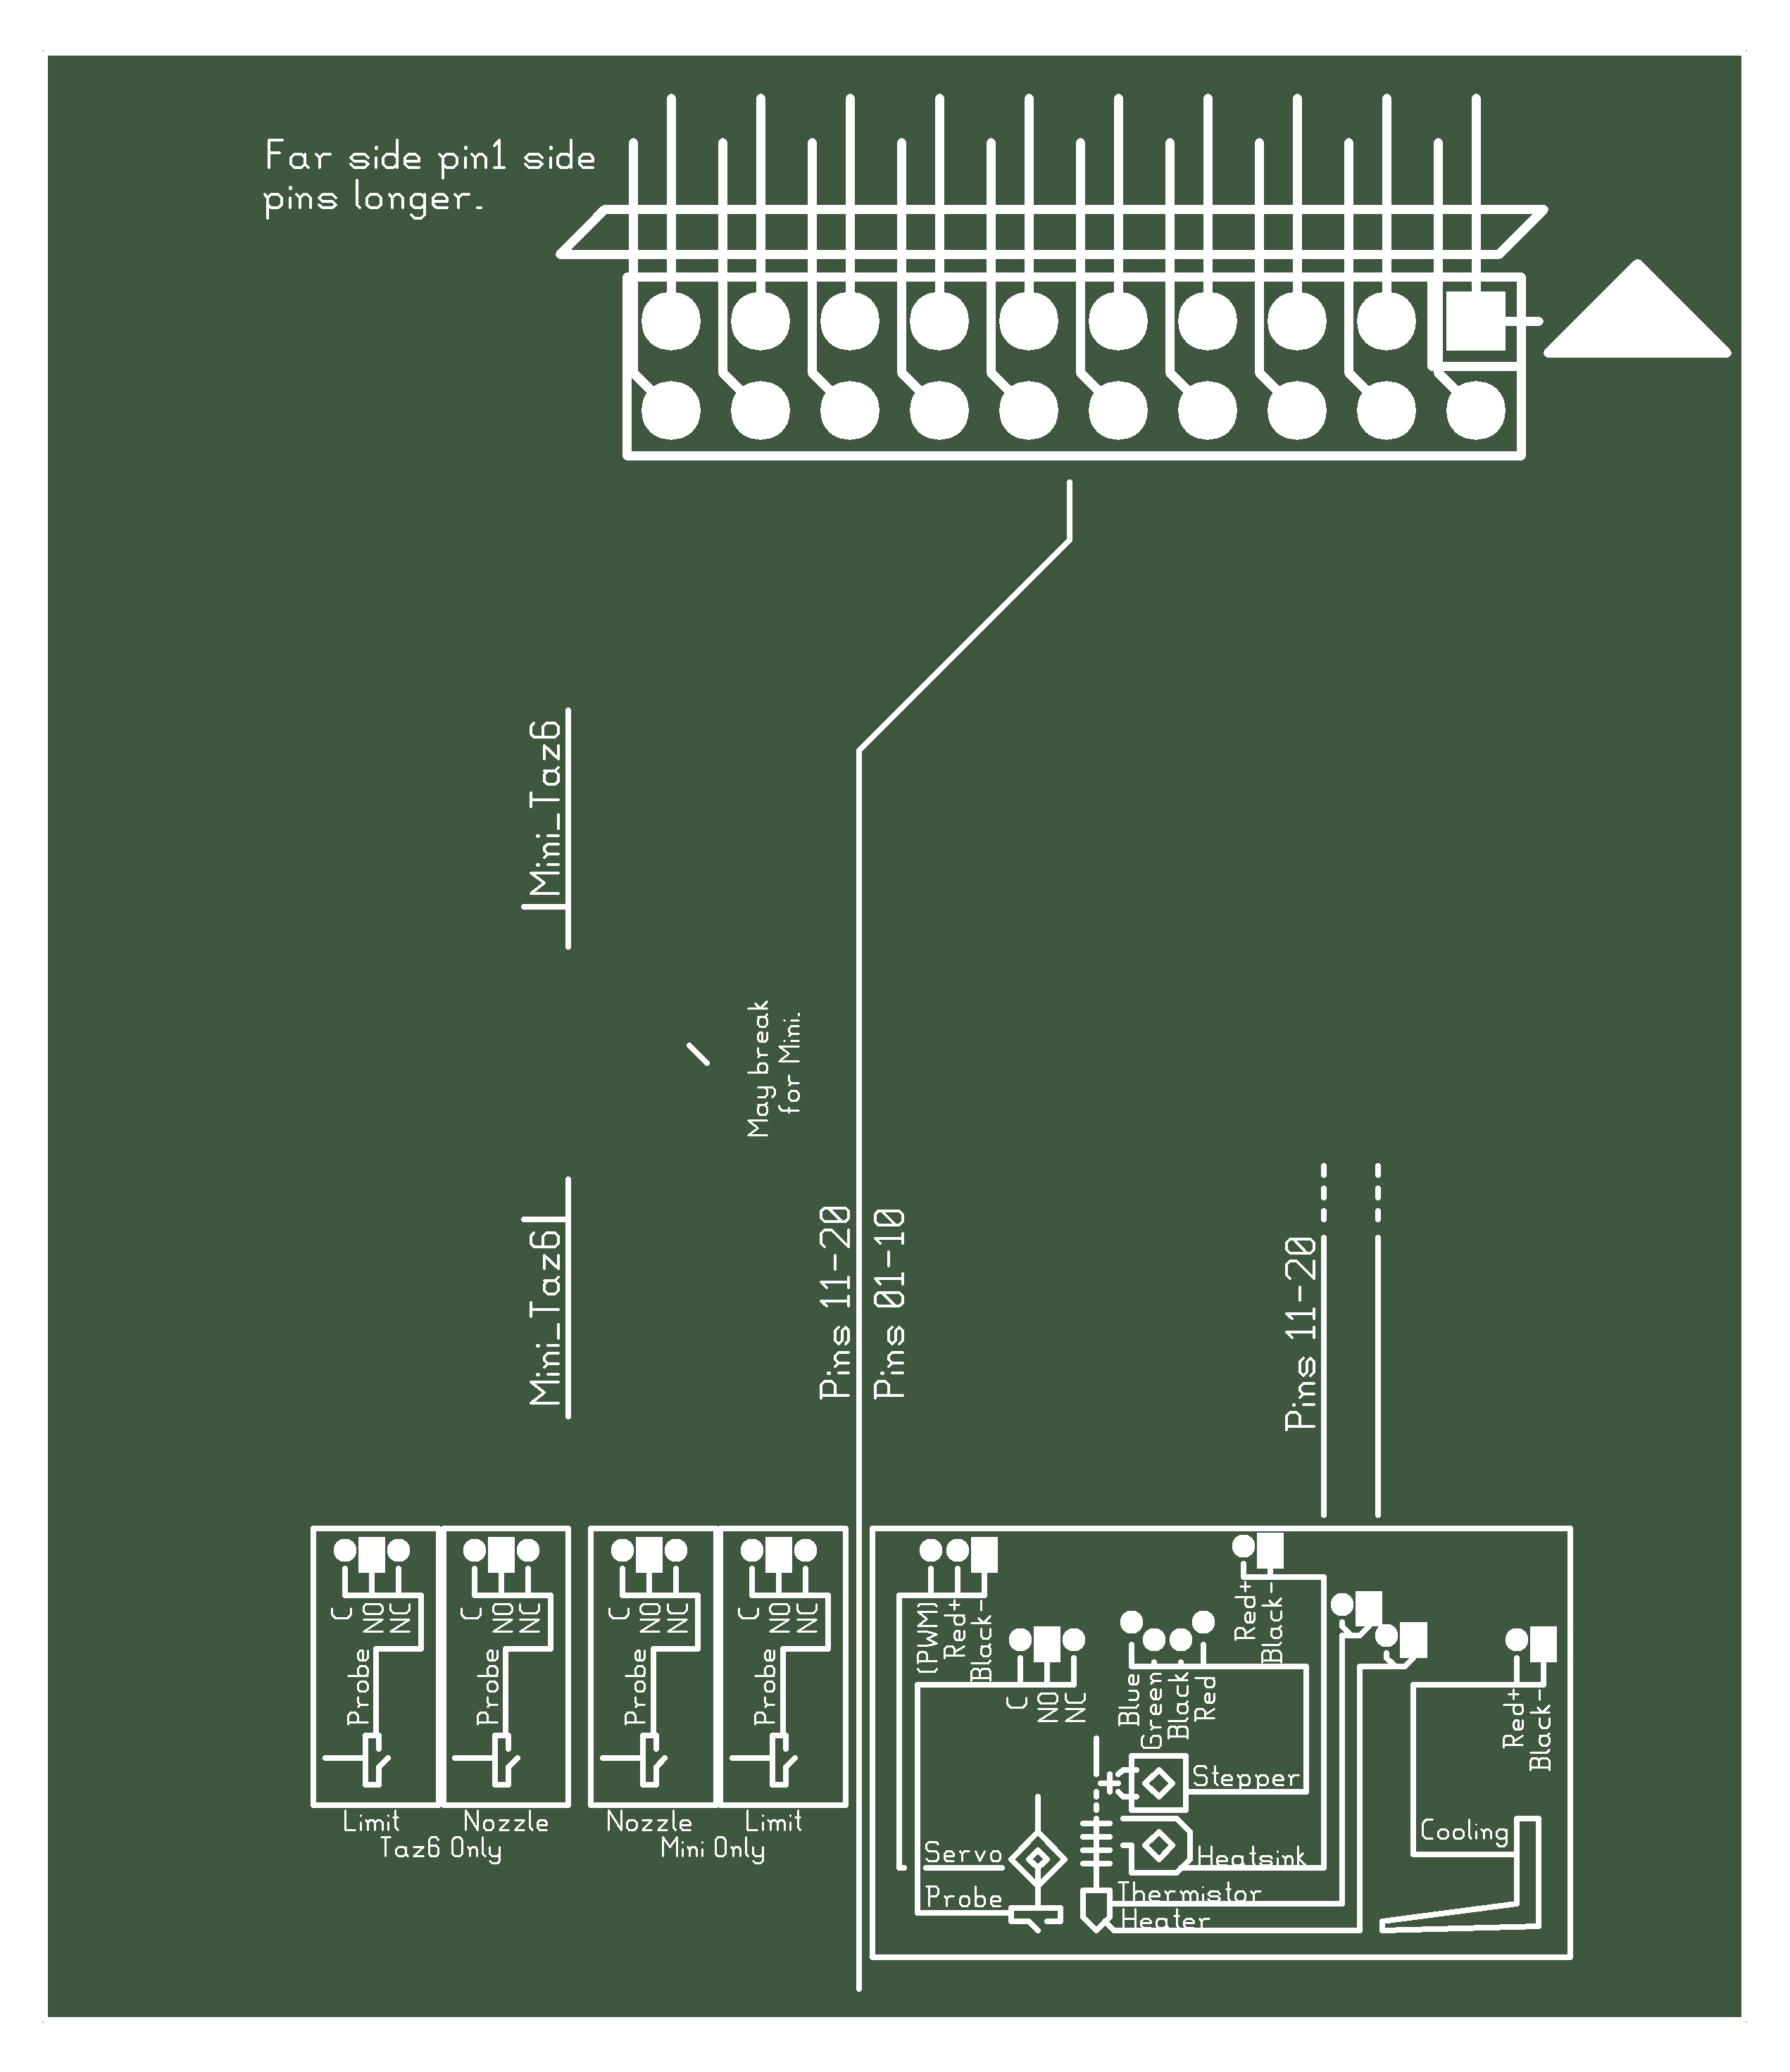 Far side pin1 side
pins longer.
Mini_Taz6
May break
for Mini.
Mini_Taz6
Pins 11-20
Pins 01-10
Pins 11-20
C
NO
NC
Probe
Limit
C
NO
NC
Probe
Nozzle
Taz6 Only
C
NO
NC
Probe
Nozzle
C
NO
NC
Probe
Limit
Mini Only
(PWM)
Red+
Black-
C
NO
NC
Blue
Green
Black
Red
Red+
Black-
Red+
Black-
Stepper
Cooling
Servo
Heatsink
Probe
Thermistor
Heater